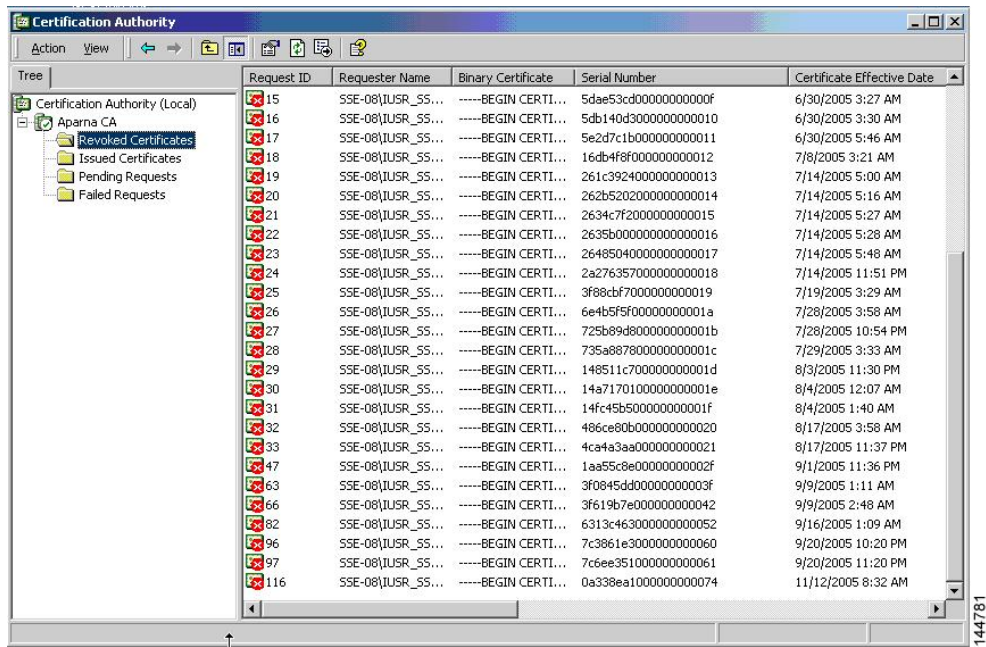 Certification Authority
Action View
Tree
Request ID Requester Name Binary Certificate Serial Number Certificate Effective Date
Certification Authority (Local)
Aparna CA
Revoked Certificates
Issued Certificates
Pending Requests
Failed Requests
15 SSE-08\IUSR_SS... -----BEGIN CERTI... 5dae53cd00000000000f 6/30/2005 3:27 AM
16 SSE-08\IUSR_SS... -----BEGIN CERTI... 5db140d3000000000010 6/30/2005 3:30 AM
17 SSE-08\IUSR_SS... -----BEGIN CERTI... 5e2d7c1b000000000011 6/30/2005 5:46 AM
18 SSE-08\IUSR_SS... -----BEGIN CERTI... 16db4f8f000000000012 7/8/2005 3:21 AM
19 SSE-08\IUSR_SS... -----BEGIN CERTI... 261c3924000000000013 7/14/2005 5:00 AM
20 SSE-08\IUSR_SS... -----BEGIN CERTI... 262b5202000000000014 7/14/2005 5:16 AM
21 SSE-08\IUSR_SS... -----BEGIN CERTI... 2634c7f2000000000015 7/14/2005 5:27 AM
22 SSE-08\IUSR_SS... -----BEGIN CERTI... 2635b000000000000016 7/14/2005 5:28 AM
23 SSE-08\IUSR_SS... -----BEGIN CERTI... 26485040000000000017 7/14/2005 5:48 AM
24 SSE-08\IUSR_SS... -----BEGIN CERTI... 2a276357000000000018 7/14/2005 11:51 PM
25 SSE-08\IUSR_SS... -----BEGIN CERTI... 3f88cbf7000000000019 7/19/2005 3:29 AM
26 SSE-08\IUSR_SS... -----BEGIN CERTI... 6e4b5f5f00000000001a 7/28/2005 3:58 AM
27 SSE-08\IUSR_SS... -----BEGIN CERTI... 725b89d800000000001b 7/28/2005 10:54 PM
28 SSE-08\IUSR_SS... -----BEGIN CERTI... 735a887800000000001c 7/29/2005 3:33 AM
29 SSE-08\IUSR_SS... -----BEGIN CERTI... 148511c700000000001d 8/3/2005 11:30 PM
30 SSE-08\IUSR_SS... -----BEGIN CERTI... 14a7170100000000001e 8/4/2005 12:07 AM
31 SSE-08\IUSR_SS... -----BEGIN CERTI... 14fc45b500000000001f 8/4/2005 1:40 AM
32 SSE-08\IUSR_SS... -----BEGIN CERTI... 486ce80b000000000020 8/17/2005 3:58 AM
33 SSE-08\IUSR_SS... -----BEGIN CERTI... 4ca4a3aa000000000021 8/17/2005 11:37 PM
47 SSE-08\IUSR_SS... -----BEGIN CERTI... 1aa55c8e00000000002f 9/1/2005 11:36 PM
63 SSE-08\IUSR_SS... -----BEGIN CERTI... 3f0845dd00000000003f 9/9/2005 1:11 AM
66 SSE-08\IUSR_SS... -----BEGIN CERTI... 3f619b7e000000000042 9/9/2005 2:48 AM
82 SSE-08\IUSR_SS... -----BEGIN CERTI... 6313c463000000000052 9/16/2005 1:09 AM
96 SSE-08\IUSR_SS... -----BEGIN CERTI... 7c3861e3000000000060 9/20/2005 10:20 PM
97 SSE-08\IUSR_SS... -----BEGIN CERTI... 7c6ee351000000000061 9/20/2005 11:20 PM
116 SSE-08\IUSR_SS... -----BEGIN CERTI... 0a338ea1000000000074 11/12/2005 8:32 AM
144781